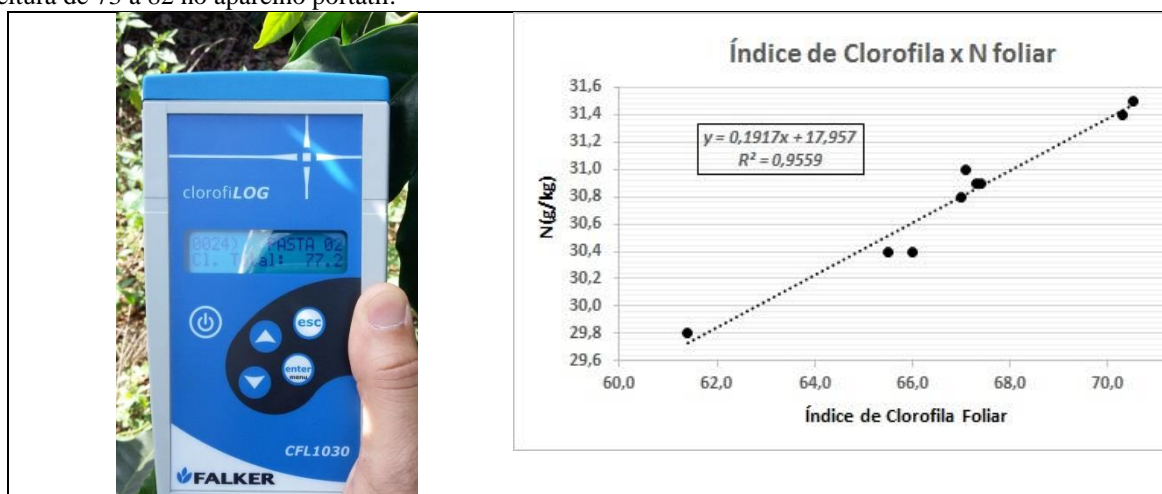 leitura de 75 a 82 no aparelho portátil.
clorofiLOG
0024) PASTA 02
Cl. Total: 77.2
esc
enter
menu
CFL1030
FALKER
Índice de Clorofila x N foliar
N(g/kg)
31,6
31,4
31,2
31,0
30,8
30,6
30,4
30,2
30,0
29,8
29,6
y = 0,1917x + 17,957
R² = 0,9559
60,0 62,0 64,0 66,0 68,0 70,0
Índice de Clorofila Foliar